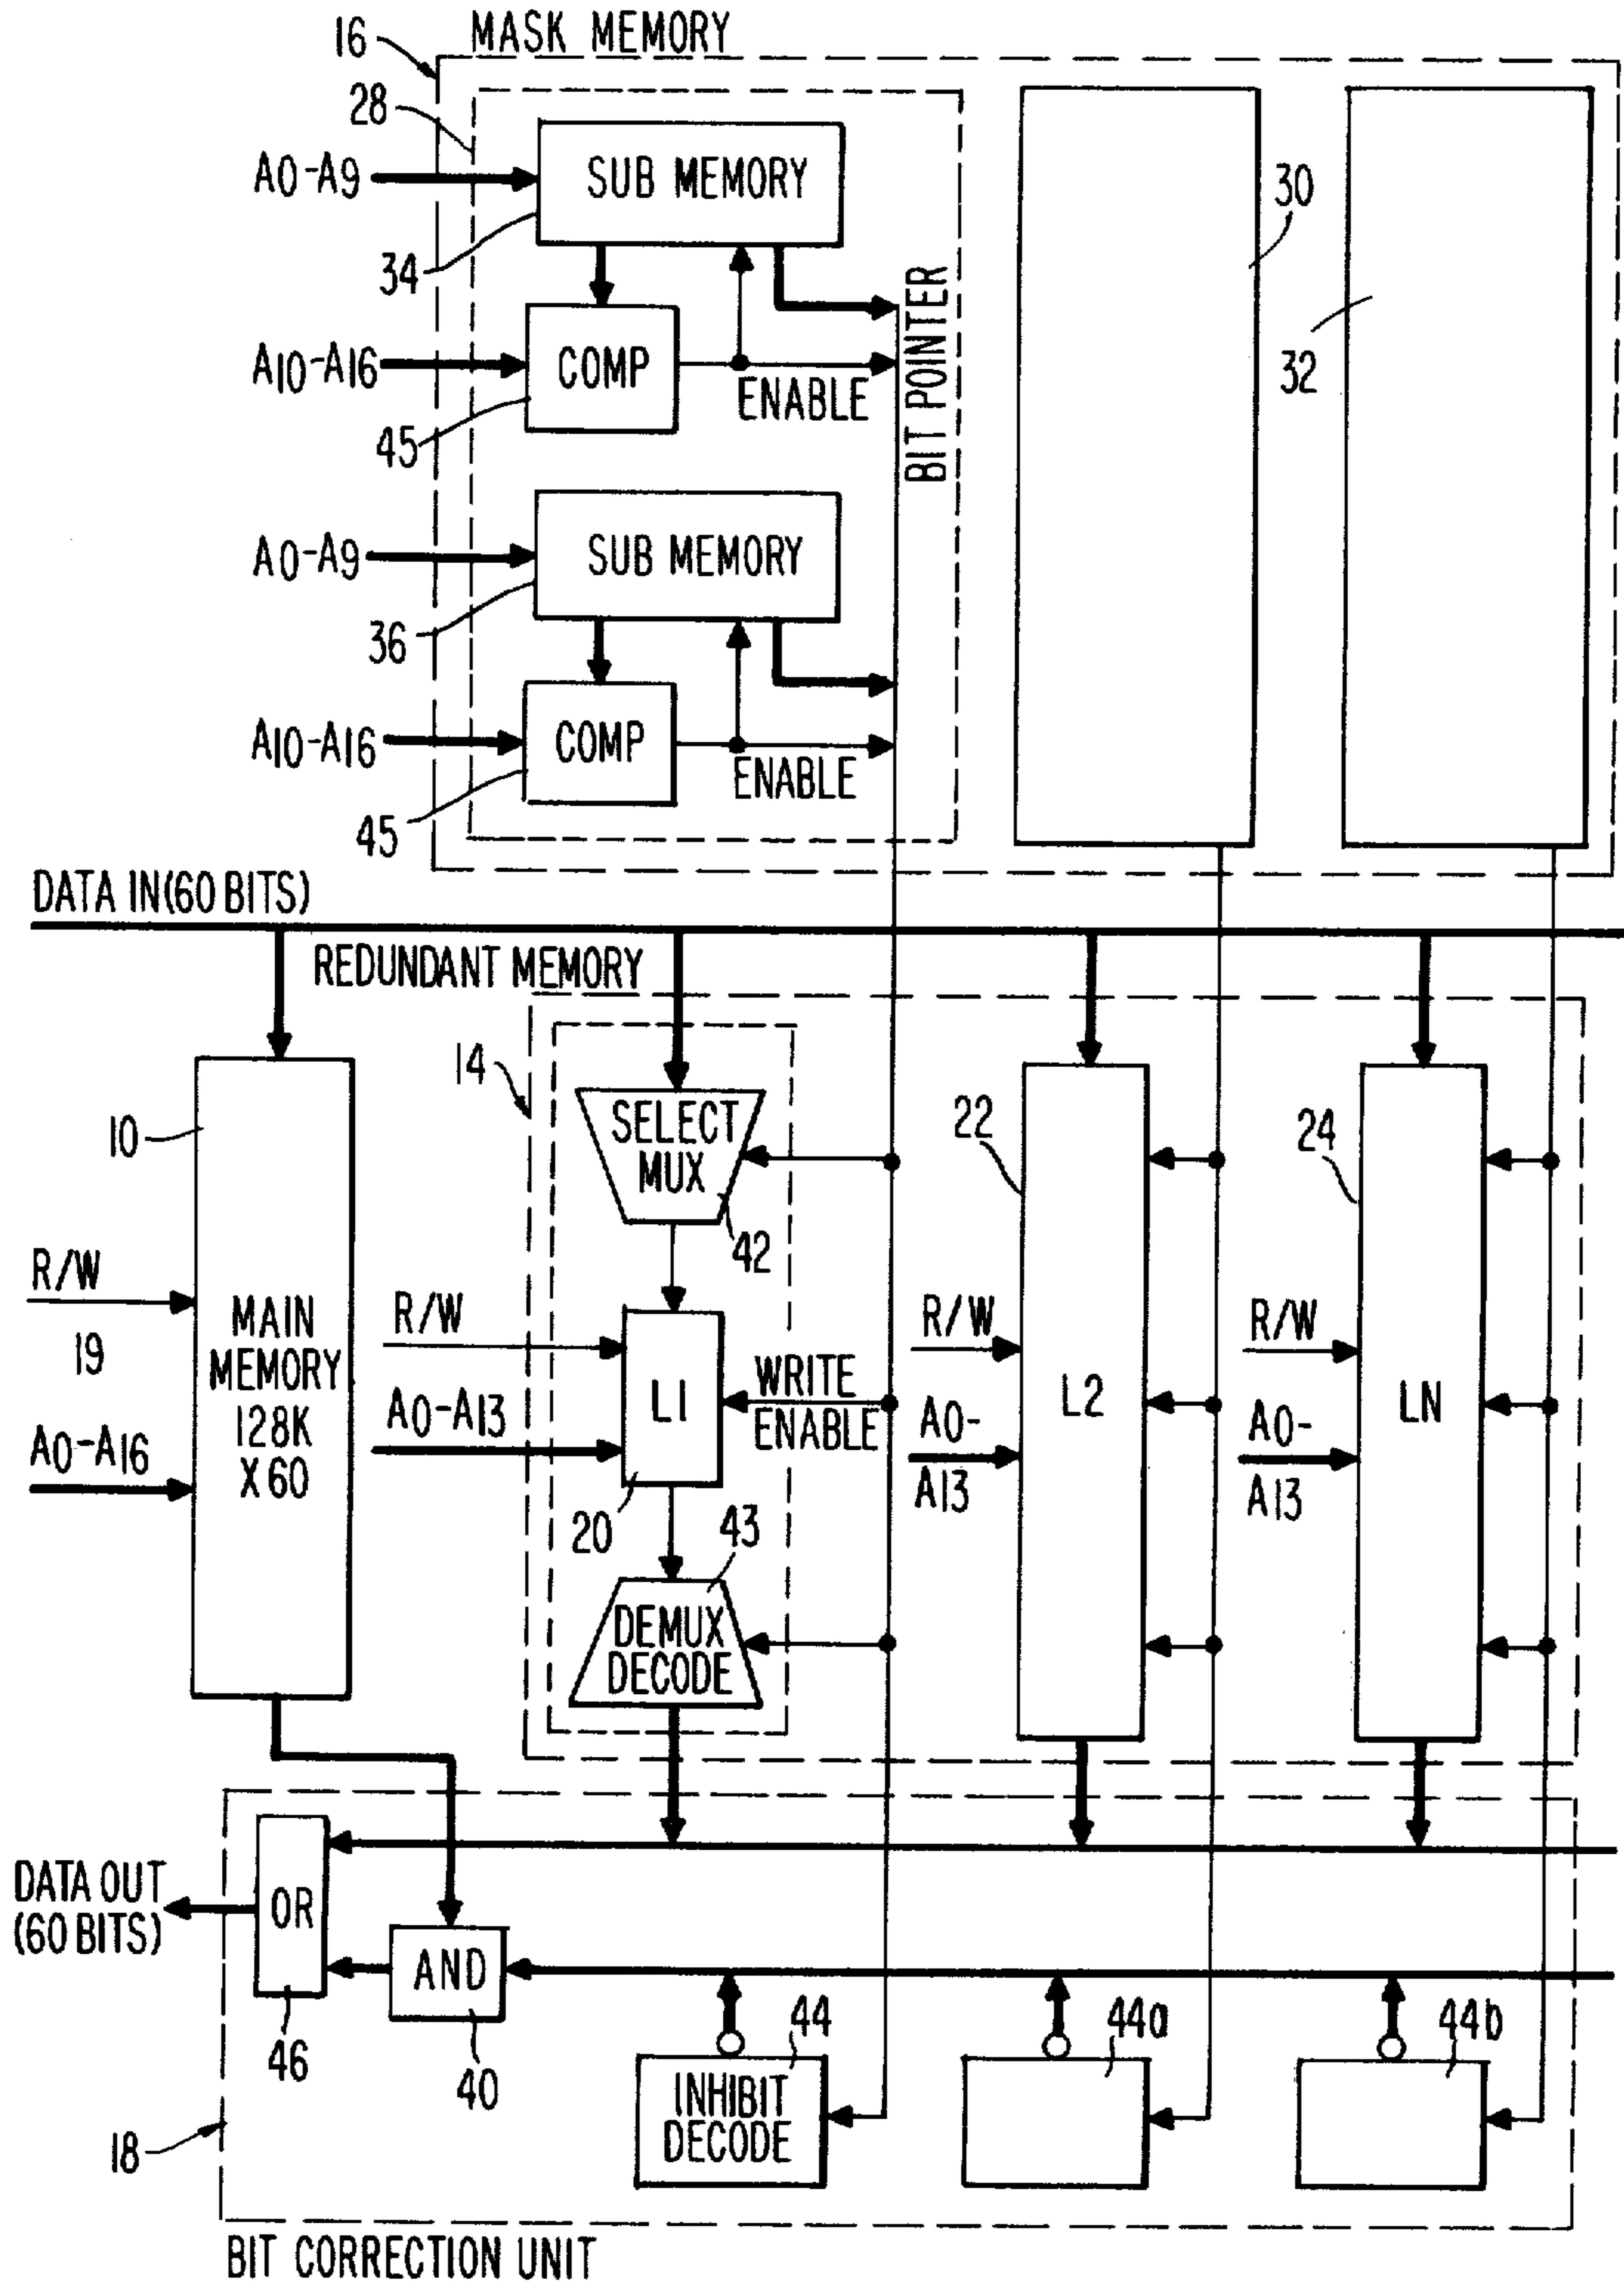 16
MASK MEMORY
28
A0-A9
SUB MEMORY
34
30
A10-A16
COMP
ENABLE
BIT POINTER
32
45
A0-A9
SUB MEMORY
36
A10-A16
COMP
ENABLE
45
DATA IN(60 BITS)
REDUNDANT MEMORY
14
10
SELECT
MUX
42
22
24
R/W
19
A0-A16
MAIN
MEMORY
128K
X60
R/W
A0-A13
L1
WRITE
ENABLE
20
R/W
A0-
A13
L2
R/W
A0-
A13
LN
43
DEMUX
DECODE
DATA OUT
(60 BITS)
OR
46
AND
40
44
INHIBIT
DECODE
44a
44b
18
BIT CORRECTION UNIT